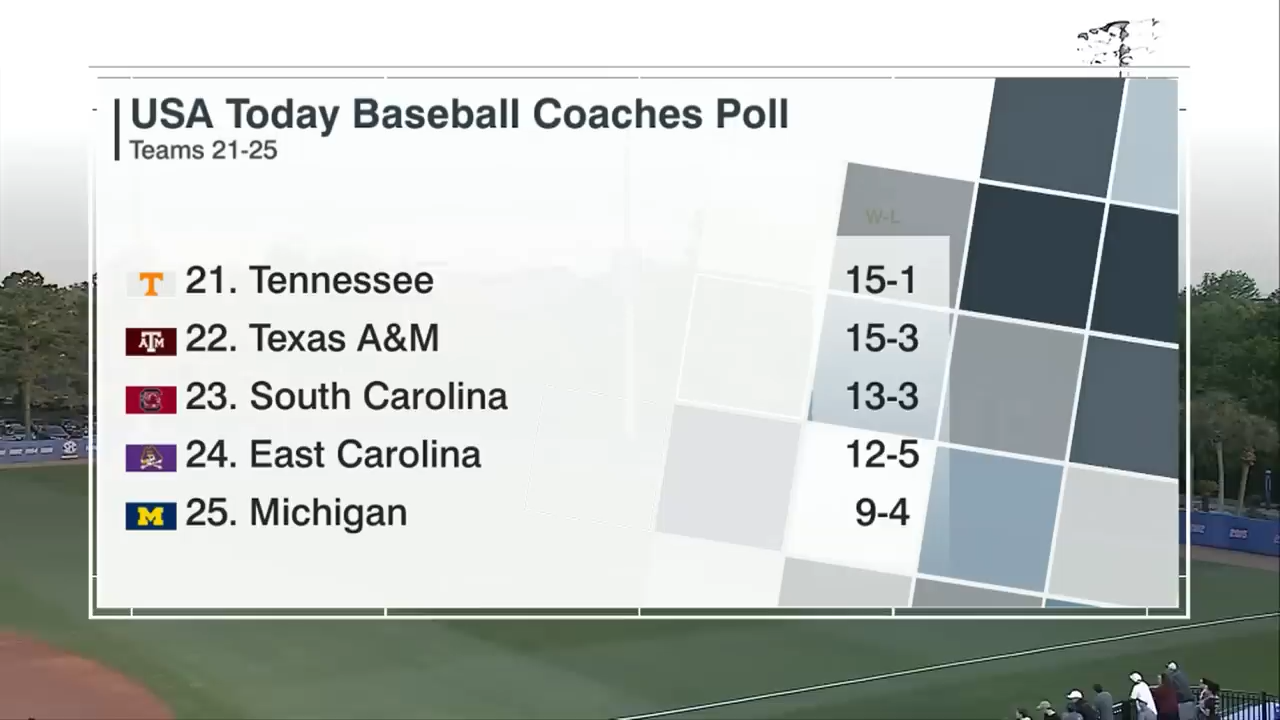 USA Today Baseball Coaches Poll
Teams 21-25
W-L
21. Tennessee 15-1
22. Texas A&M 15-3
23. South Carolina 13-3
24. East Carolina 12-5
25. Michigan 9-4